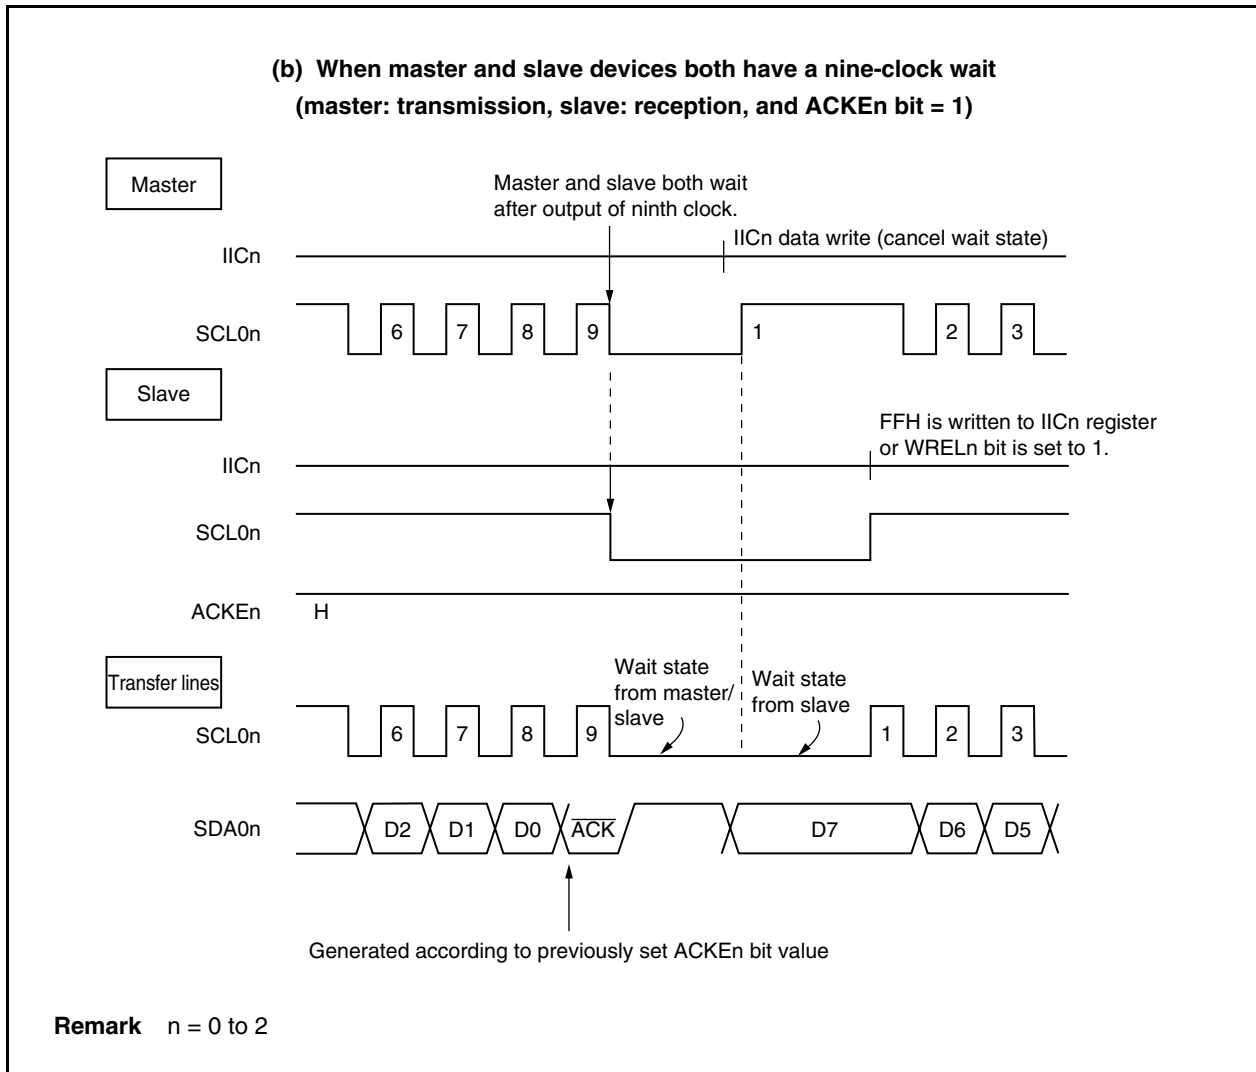 (b) When master and slave devices both have a nine-clock wait
(master: transmission, slave: reception, and ACKEn bit = 1)
Master
Master and slave both wait
after output of ninth clock.
IICn data write (cancel wait state)
IICn
SCL0n
6 7 8 9 1 2 3
Slave
FFH is written to IICn register
or WRELn bit is set to 1.
IICn
SCL0n
ACKEn H
Transfer lines
Wait state
from master/
slave
Wait state
from slave
SCL0n
6 7 8 9 1 2 3
SDA0n
D2 D1 D0 ACK D7 D6 D5
Generated according to previously set ACKEn bit value
Remark n = 0 to 2